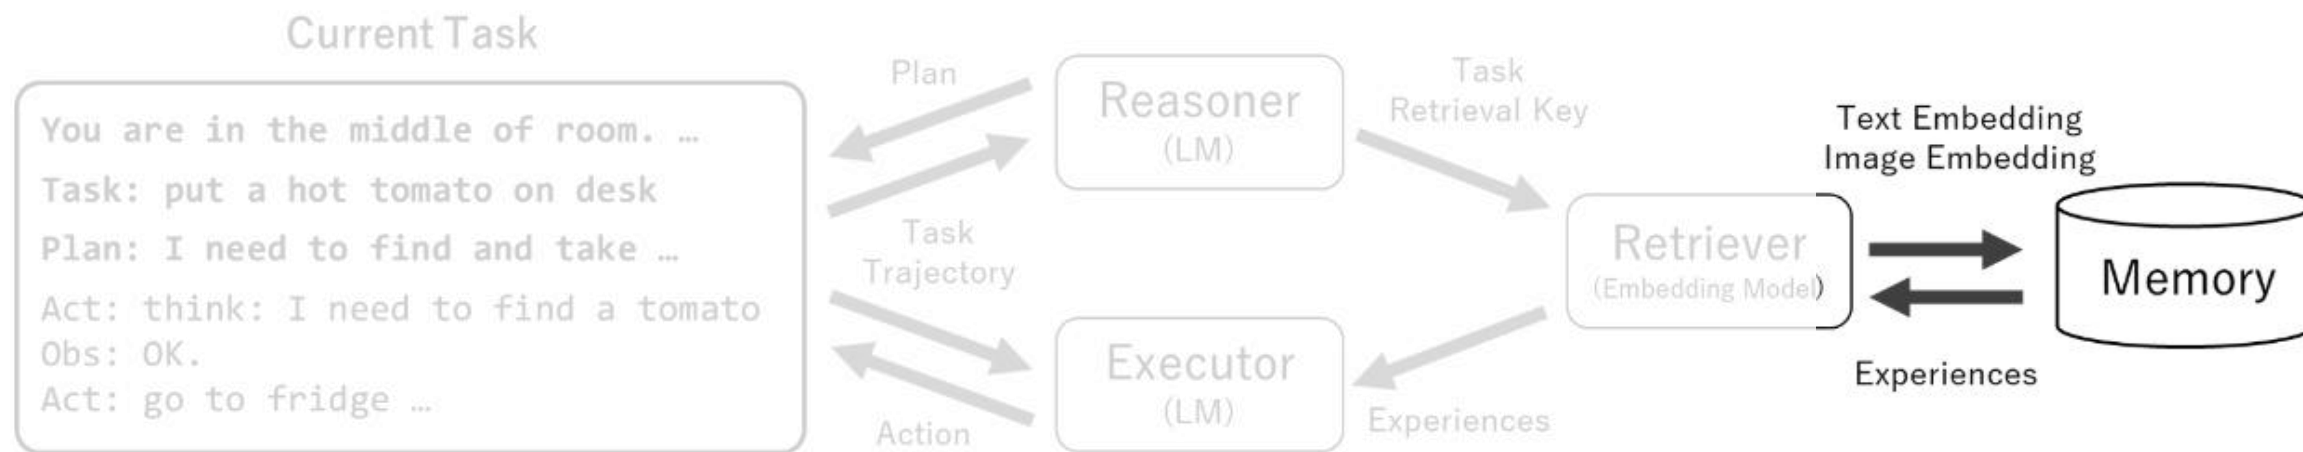 Current Task
You are in the middle of room. …
Task: put a hot tomato on desk
Plan: I need to find and take …
Act: think: I need to find a tomato
Obs: OK.
Act: go to fridge …
Plan
Task
Trajectory
Action
Reasoner
(LM)
Executor
(LM)
Task
Retrieval Key
Experiences
Retriever
(Embedding Model)
Text Embedding
Image Embedding
Experiences
Memory